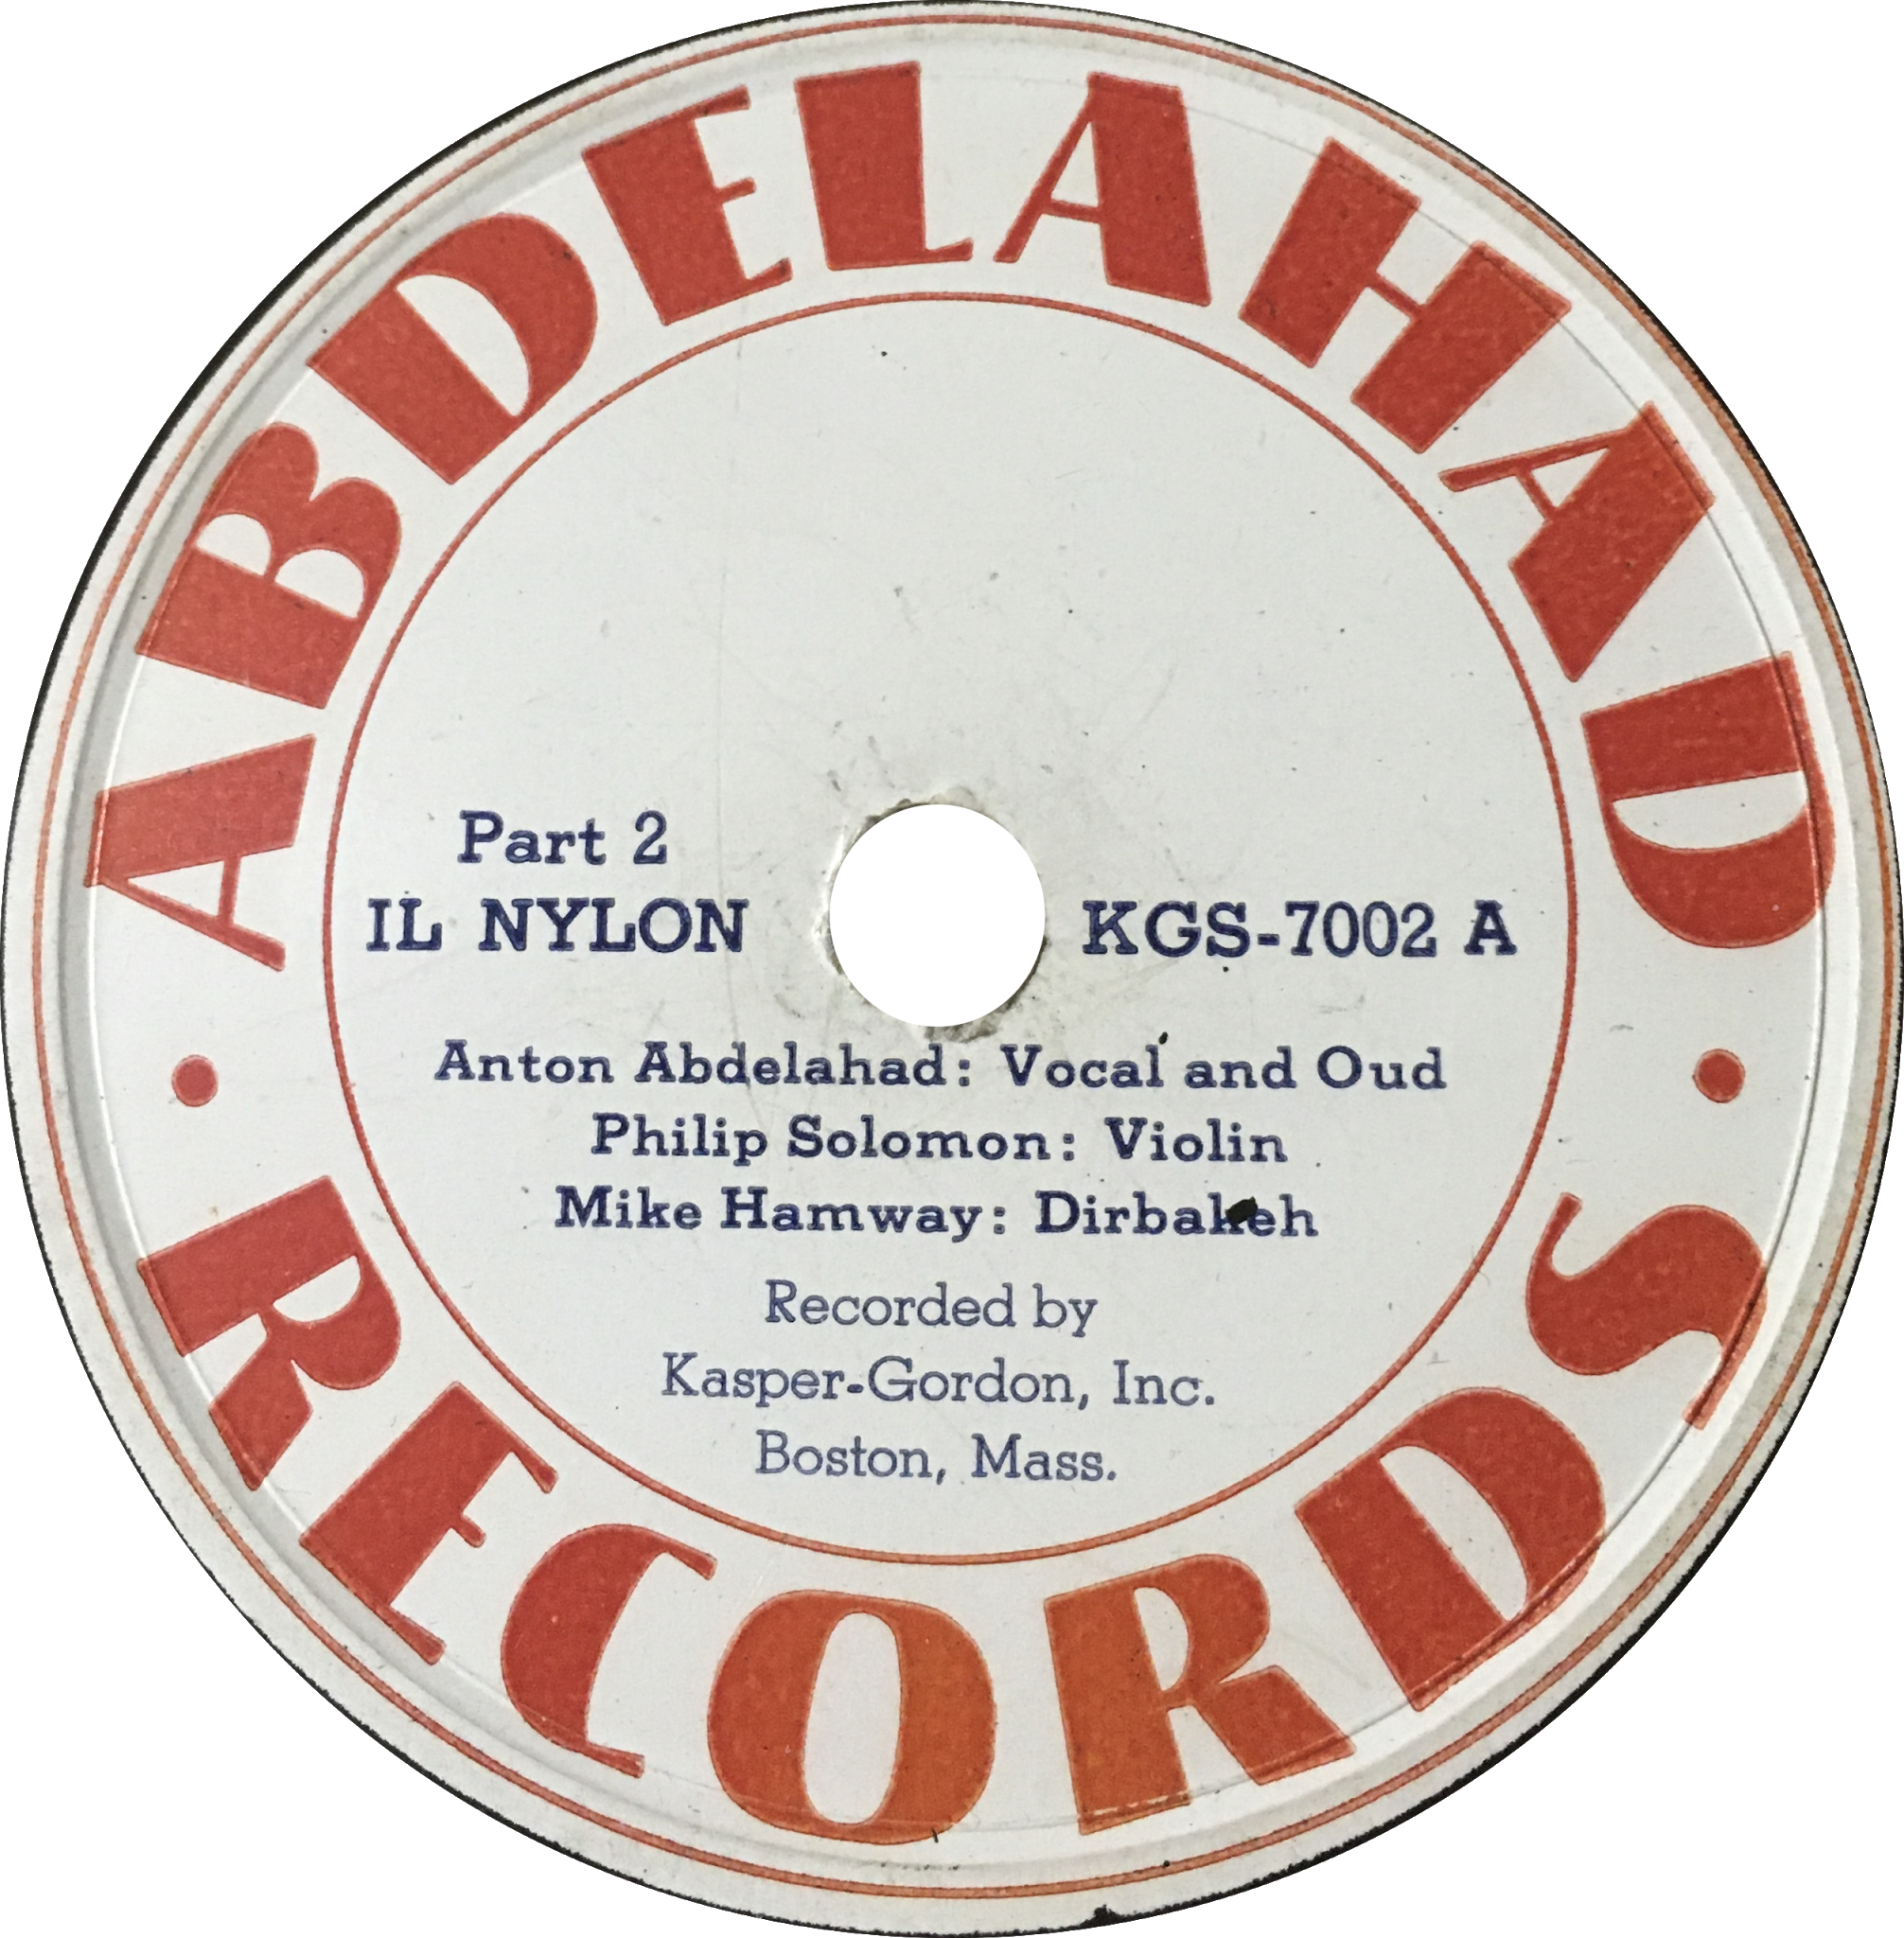 ABDELAHAD
Part 2
IL NYLON KGS-7002 A
Anton Abdelahad: Vocal and Oud
Philip Solomon: Violin
Mike Hamway: Dirbakeh
Recorded by
Kasper-Gordon, Inc.
Boston, Mass.
• RECORDS •